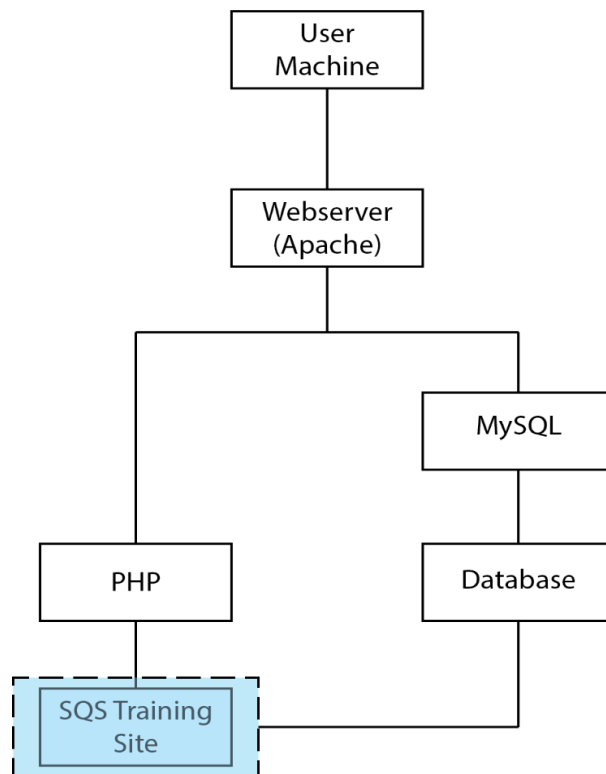 User
Machine
Webserver
(Apache)
MySQL
PHP
Database
SQS Training
Site